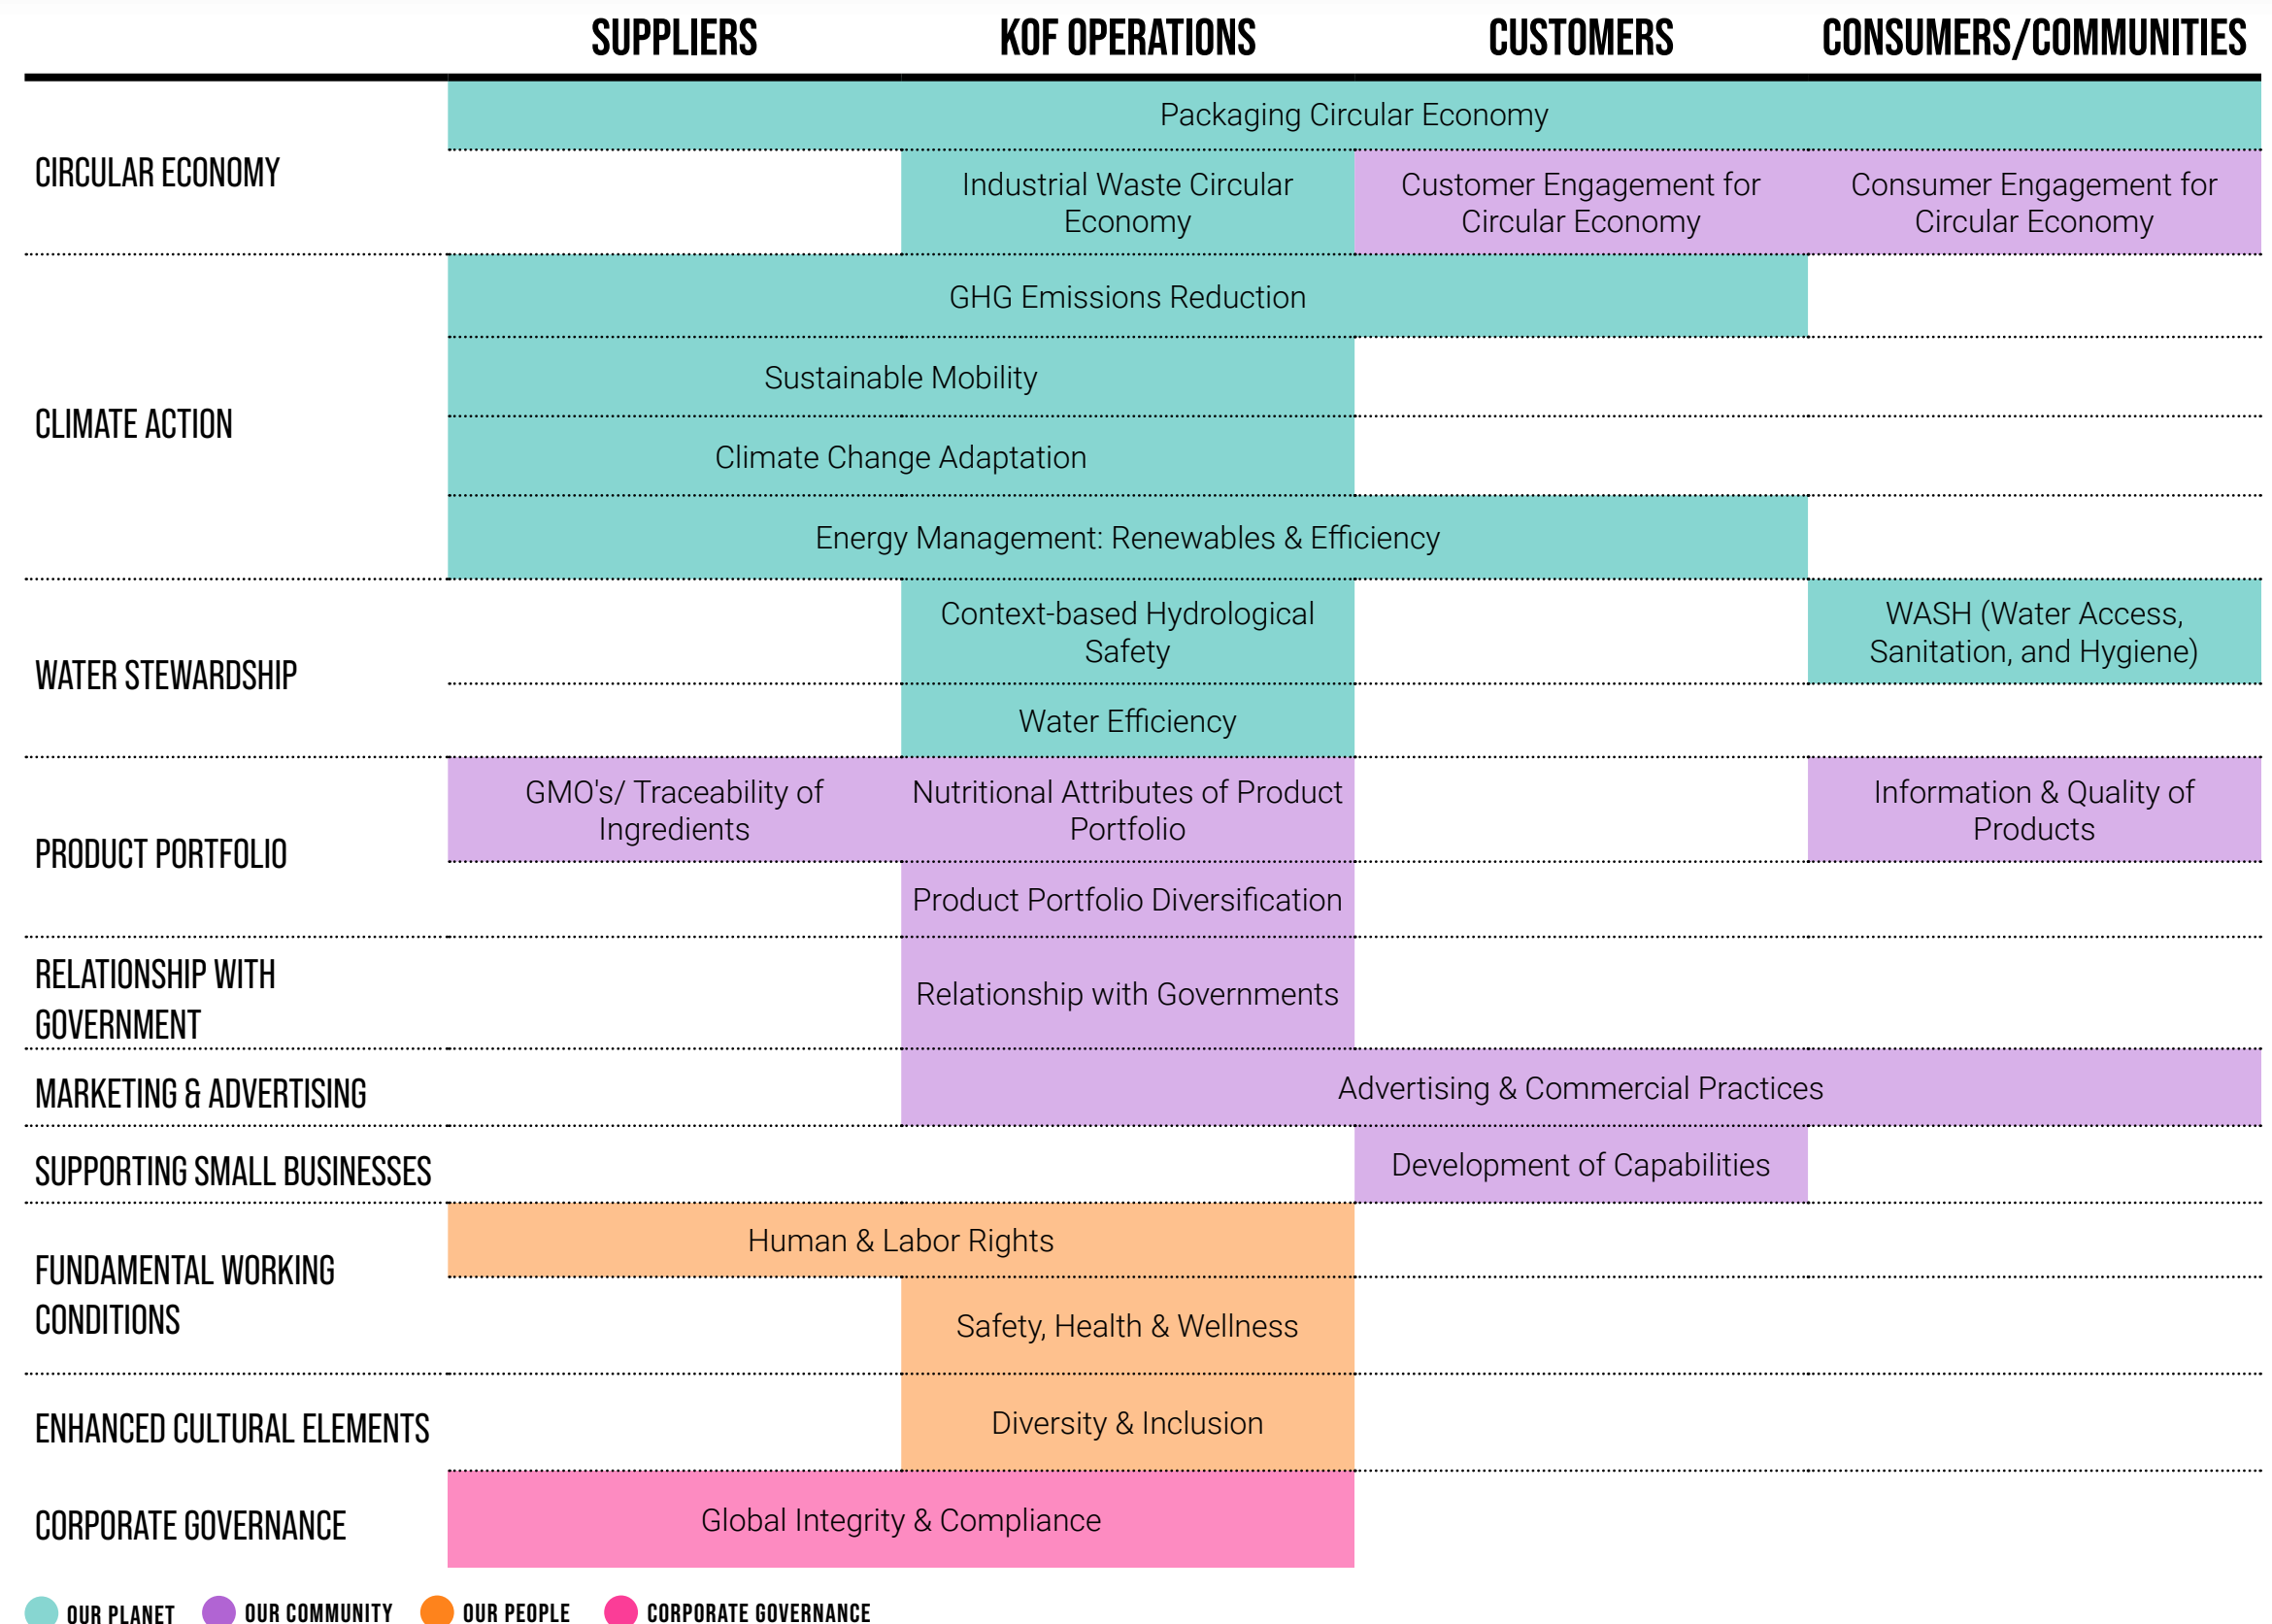 SUPPLIERS KOF OPERATIONS CUSTOMERS CONSUMERS/COMMUNITIES
CIRCULAR ECONOMY
Packaging Circular Economy
Industrial Waste Circular
Economy
Customer Engagement for
Circular Economy
Consumer Engagement for
Circular Economy
CLIMATE ACTION
GHG Emissions Reduction
Sustainable Mobility
Climate Change Adaptation
Energy Management: Renewables & Efficiency
WATER STEWARDSHIP
Context-based Hydrological
Safety
WASH (Water Access,
Sanitation, and Hygiene)
Water Efficiency
PRODUCT PORTFOLIO
GMO's/ Traceability of
Ingredients
Nutritional Attributes of Product
Portfolio
Information & Quality of
Products
Product Portfolio Diversification
RELATIONSHIP WITH
GOVERNMENT
Relationship with Governments
MARKETING & ADVERTISING
Advertising & Commercial Practices
SUPPORTING SMALL BUSINESSES
Development of Capabilities
FUNDAMENTAL WORKING
CONDITIONS
Human & Labor Rights
Safety, Health & Wellness
ENHANCED CULTURAL ELEMENTS
Diversity & Inclusion
CORPORATE GOVERNANCE
Global Integrity & Compliance
OUR PLANET OUR COMMUNITY OUR PEOPLE CORPORATE GOVERNANCE